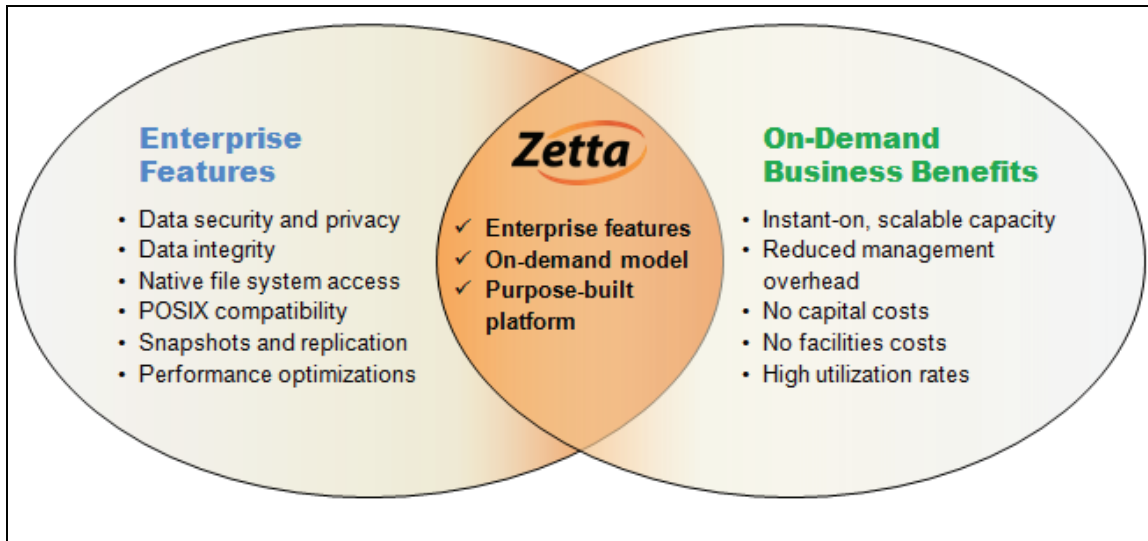 Enterprise
Features
• Data security and privacy
• Data integrity
• Native file system access
• POSIX compatibility
• Snapshots and replication
• Performance optimizations
Zetta
✓ Enterprise features
✓ On-demand model
✓ Purpose-built
platform
On-Demand
Business Benefits
• Instant-on, scalable capacity
• Reduced management
overhead
• No capital costs
• No facilities costs
• High utilization rates